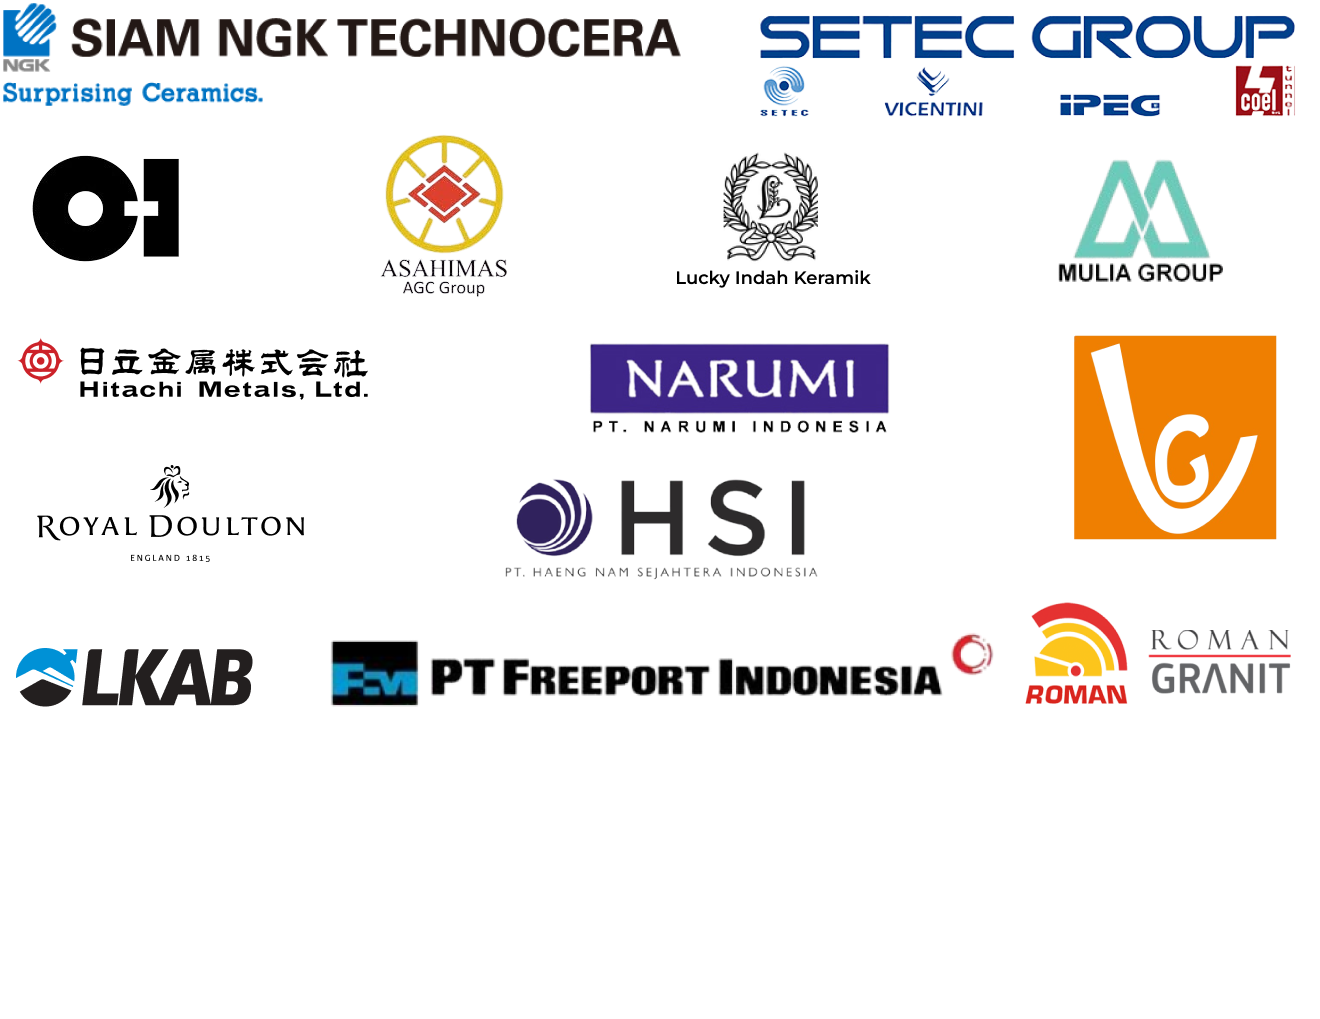 SIAM NGK TECHNOCERA
NGK
Surprising Ceramics.
SETEC GROUP
SETEC
VICENTINI
iPEG
coel
tunnel
O-I
ASAHIMAS
AGC Group
L
Lucky Indah Keramik
MULIA GROUP
日立金属株式会社
Hitachi Metals, Ltd.
NARUMI
PT. NARUMI INDONESIA
G
ROYAL DOULTON
ENGLAND 1815
HSI
PT. HAENG NAM SEJAHTERA INDONESIA
LKAB
FM PT FREEPORT INDONESIA
ROMAN
ROMAN
GRANIT